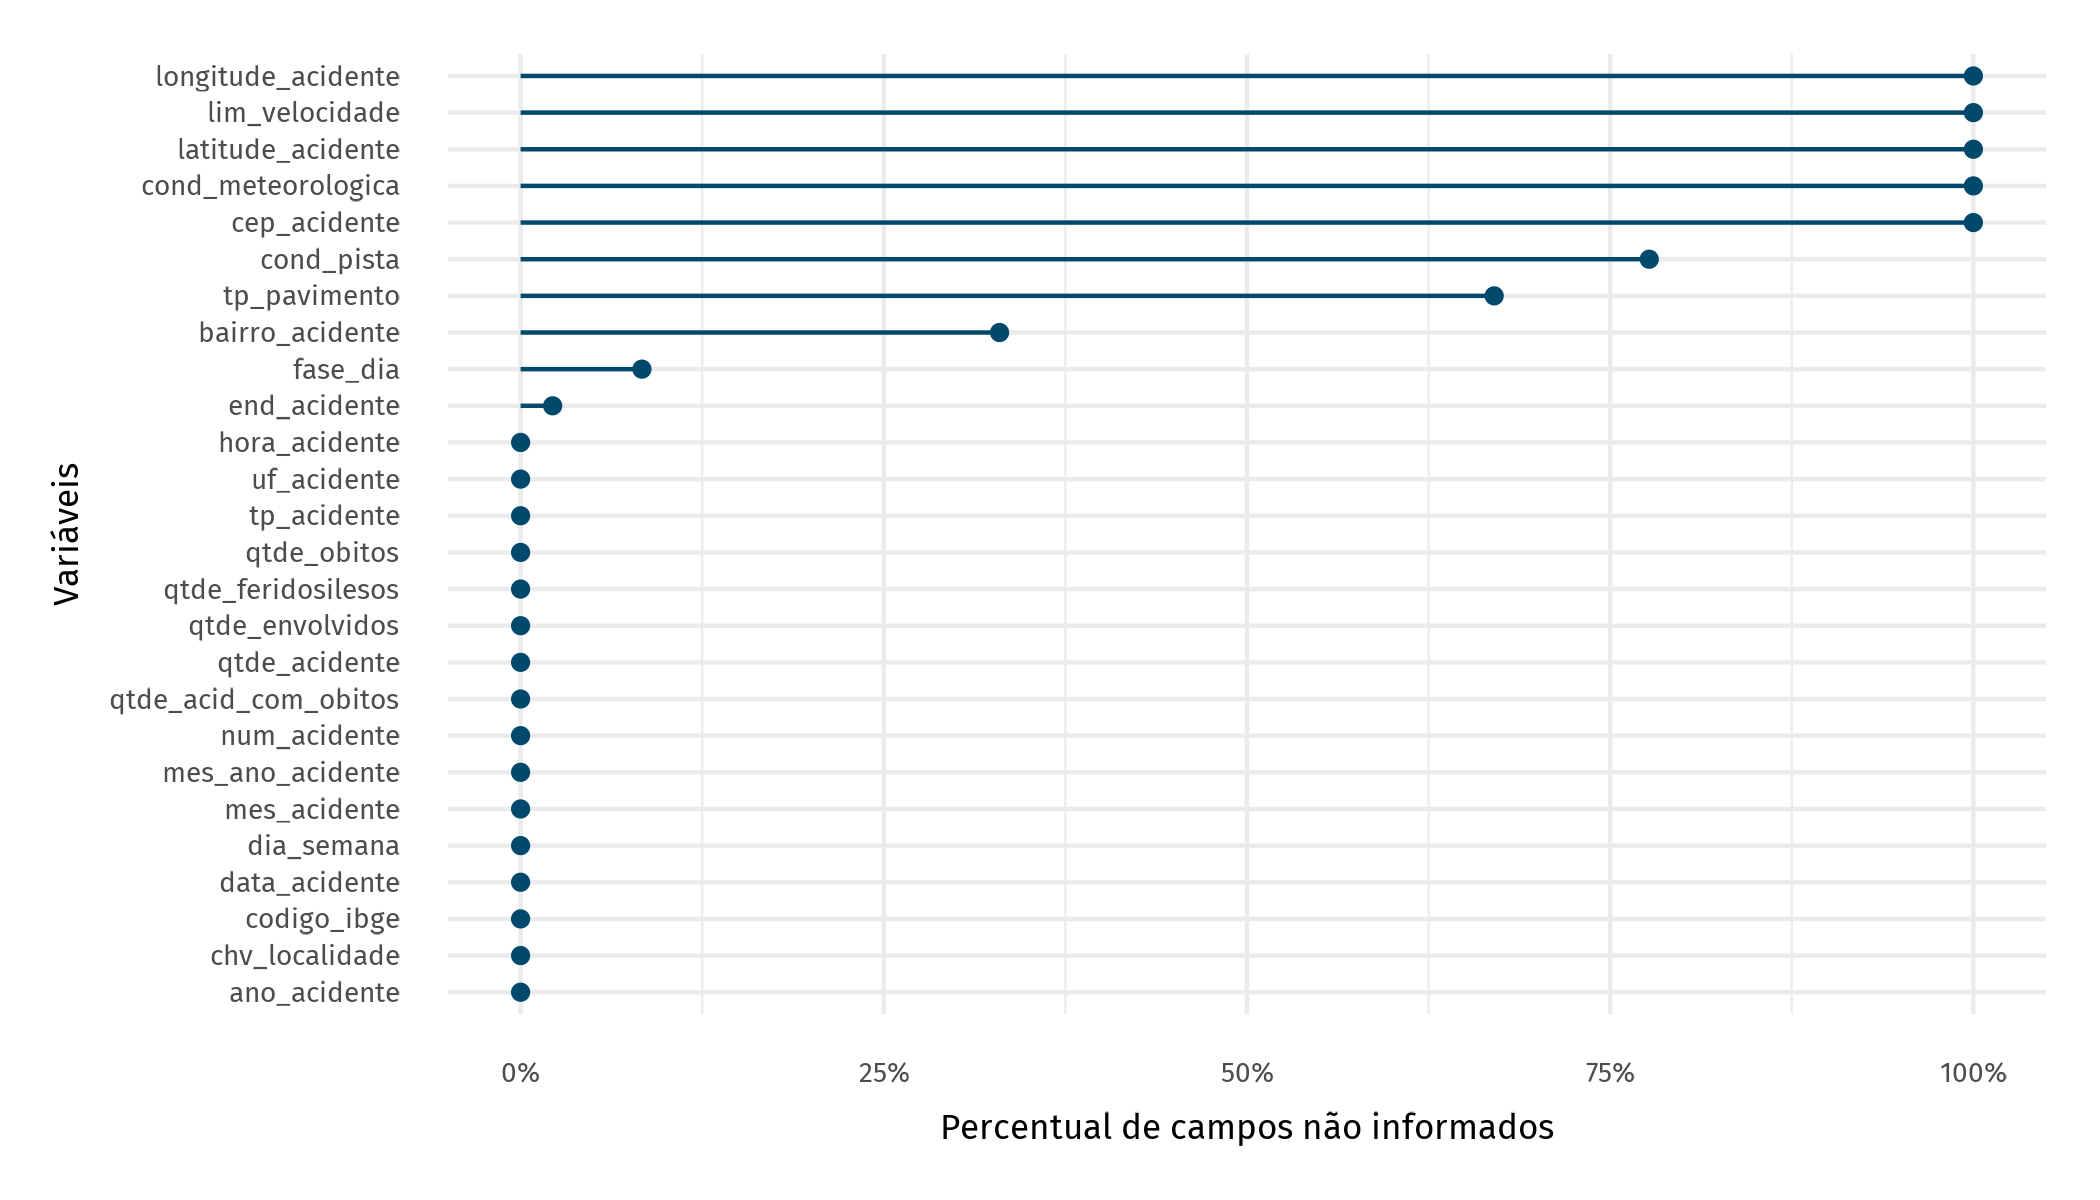 longitude_acidente
lim_velocidade
latitude_acidente
cond_meteorologica
cep_acidente
cond_pista
tp_pavimento
bairro_acidente
fase_dia
end_acidente
hora_acidente
uf_acidente
tp_acidente
qtde_obitos
qtde_feridosilesos
qtde_envolvidos
qtde_acidente
qtde_acid_com_obitos
num_acidente
mes_ano_acidente
mes_acidente
dia_semana
data_acidente
codigo_ibge
chv_localidade
ano_acidente
Variáveis
0% 25% 50% 75% 100%
Percentual de campos não informados